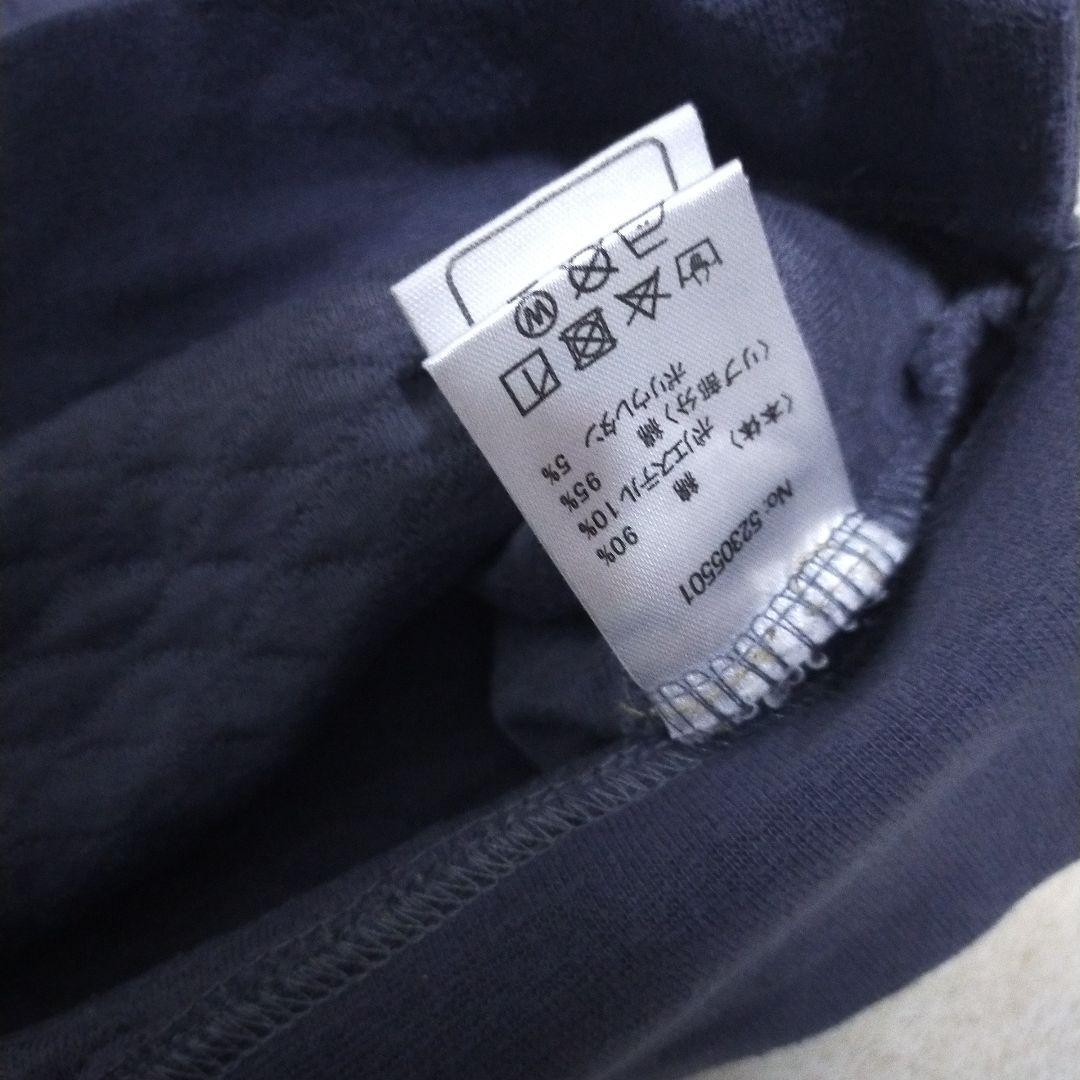 No. 52305501
〈本体〉
綿 90%
ポリエステル 10%
〈リブ部分〉綿 95%
ポリウレタン 5%
W